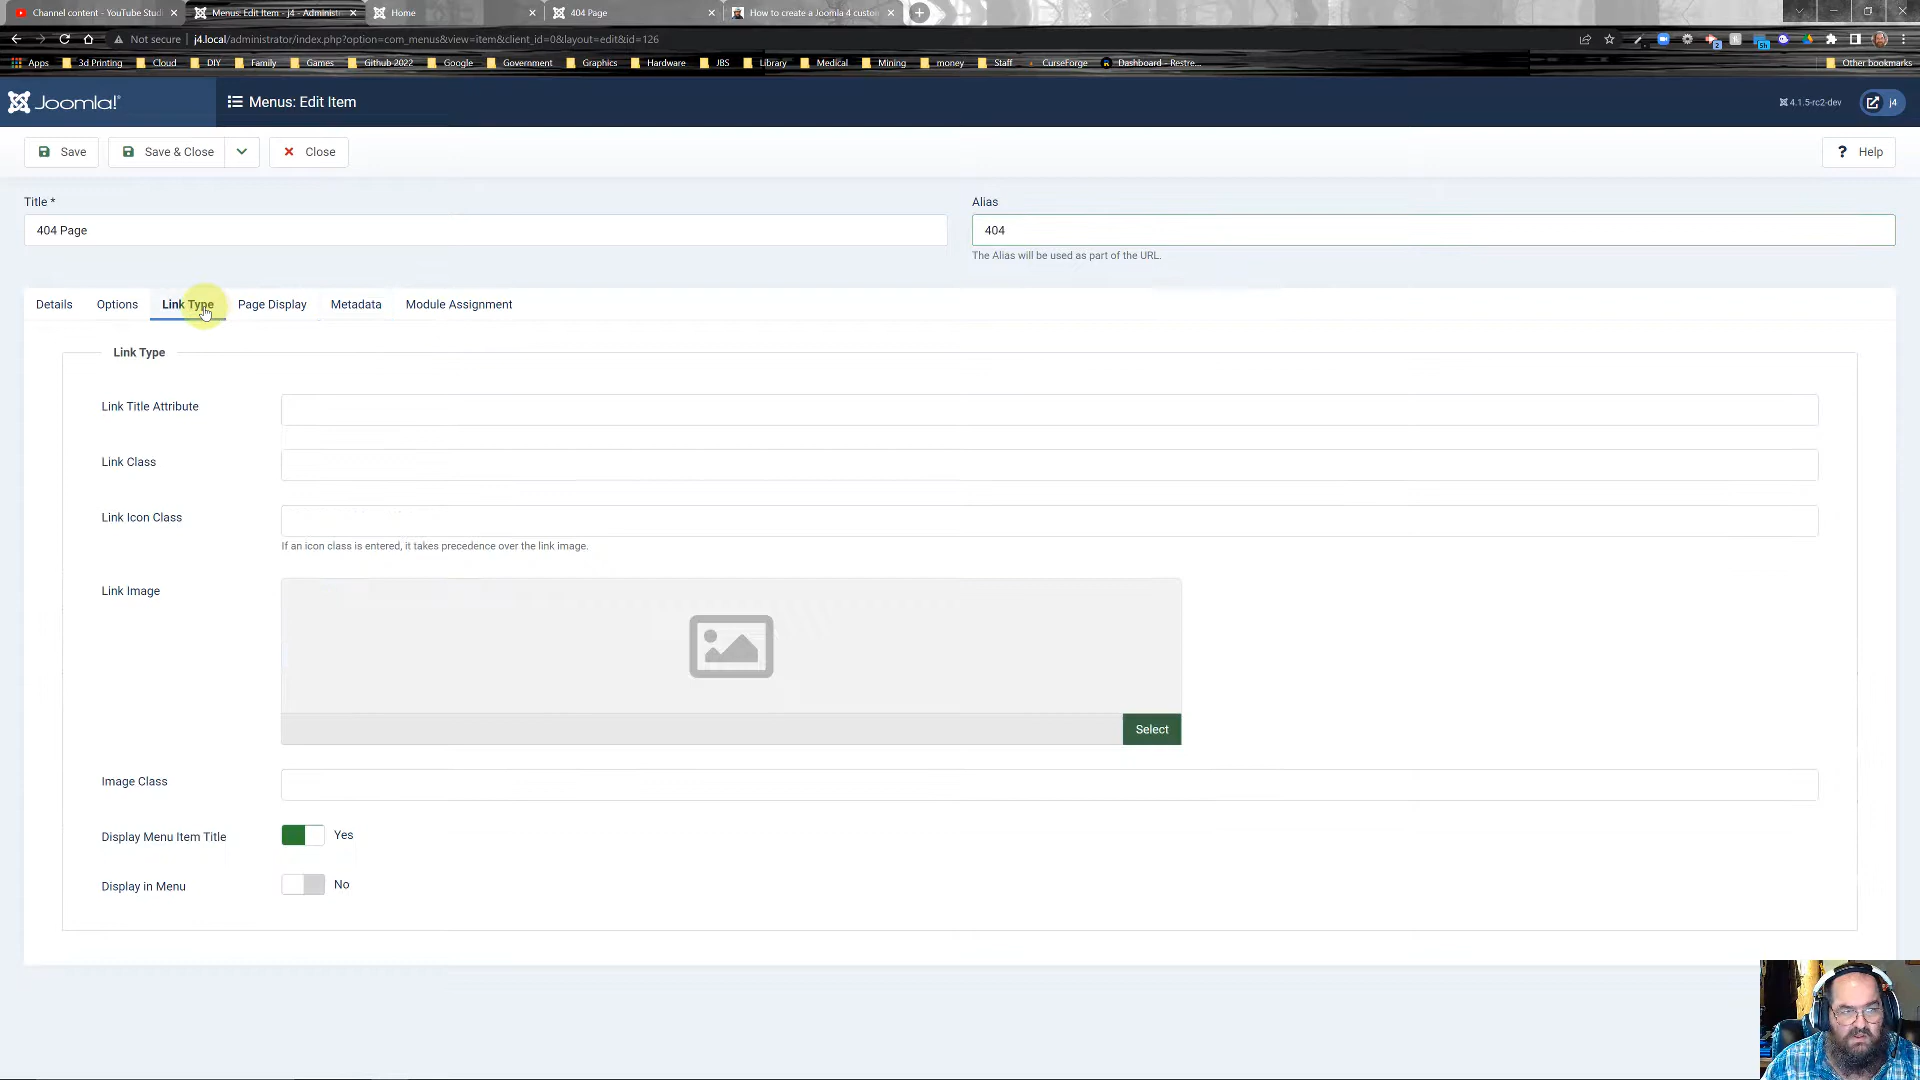 Channel content - YouTube Studi
Menus: Edit Item - j4 - Administr
Home
404 Page
How to create a Joomla 4 custo
Not secure
j4.local/administrator/index.php?option=com_menus&view=item&client_id=0&layout=edit&id=126
Apps 3d Printing Cloud DIY Family Games Github 2022 Google Government Graphics Hardware JBS Library Medical Mining money Staff CurseForge Dashboard - Restre... Other bookmarks
Joomla!®
Menus: Edit Item
4.1.5-rc2-dev
j4
Save
Save & Close
Close
? Help
Title *
Alias
404 Page
404
The Alias will be used as part of the URL.
Details Options Link Type Page Display Metadata Module Assignment
Link Type
Link Title Attribute
Link Class
Link Icon Class
If an icon class is entered, it takes precedence over the link image.
Link Image
Select
Image Class
Display Menu Item Title
Yes
Display in Menu
No